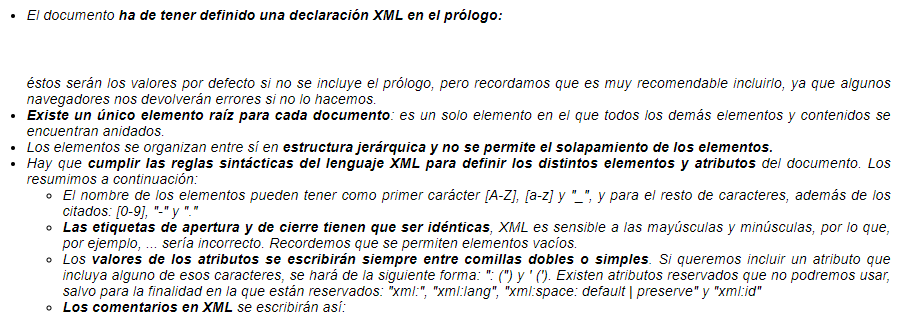 El documento ha de tener definido una declaración XML en el prólogo:
éstos serán los valores por defecto si no se incluye el prólogo, pero recordamos que es muy recomendable incluirlo, ya que algunos
navegadores nos devolverán errores si no lo hacemos.
Existe un único elemento raíz para cada documento: es un solo elemento en el que todos los demás elementos y contenidos se
encuentran anidados.
Los elementos se organizan entre sí en estructura jerárquica y no se permite el solapamiento de los elementos.
Hay que cumplir las reglas sintácticas del lenguaje XML para definir los distintos elementos y atributos del documento. Los
resumimos a continuación:
El nombre de los elementos pueden tener como primer carácter [A-Z], [a-z] y "_", y para el resto de caracteres, además de los
citados: [0-9], "-" y "."
Las etiquetas de apertura y de cierre tienen que ser idénticas, XML es sensible a las mayúsculas y minúsculas, por lo que,
por ejemplo, ... sería incorrecto. Recordemos que se permiten elementos vacíos.
Los valores de los atributos se escribirán siempre entre comillas dobles o simples. Si queremos incluir un atributo que
incluya alguno de esos caracteres, se hará de la siguiente forma: ": (") y ' ('). Existen atributos reservados que no podremos usar,
salvo para la finalidad en la que están reservados: "xml:", "xml:lang", "xml:space: default | preserve" y "xml:id"
Los comentarios en XML se escribirán así: